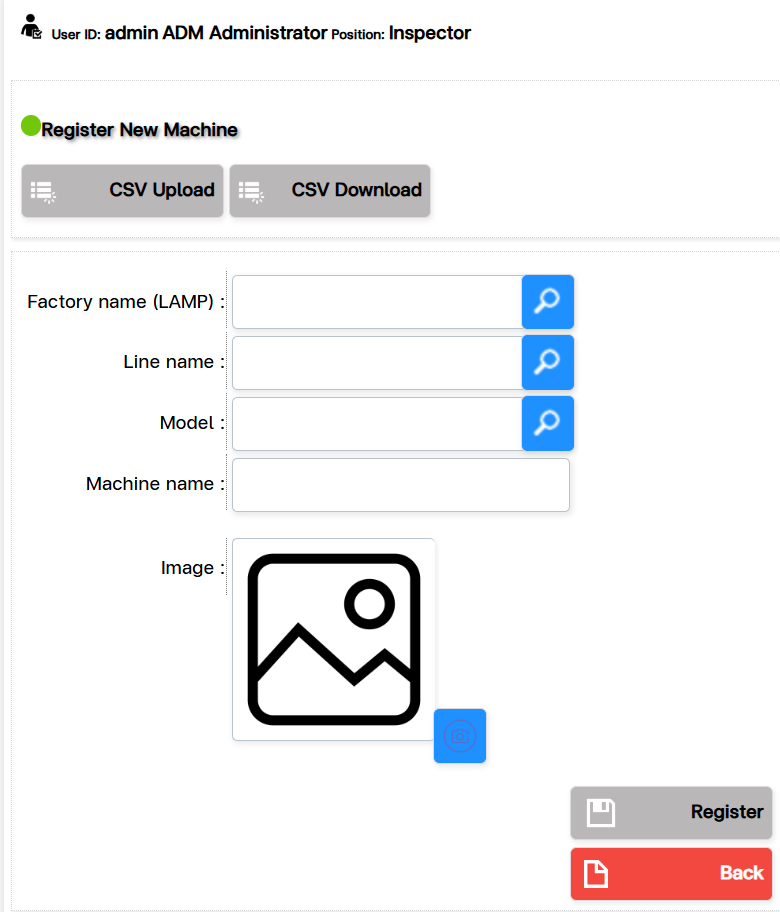 User ID: admin ADM Administrator Position: Inspector
Register New Machine
CSV Upload CSV Download
Factory name (LAMP) :
Line name :
Model :
Machine name :
Image :
Register
Back